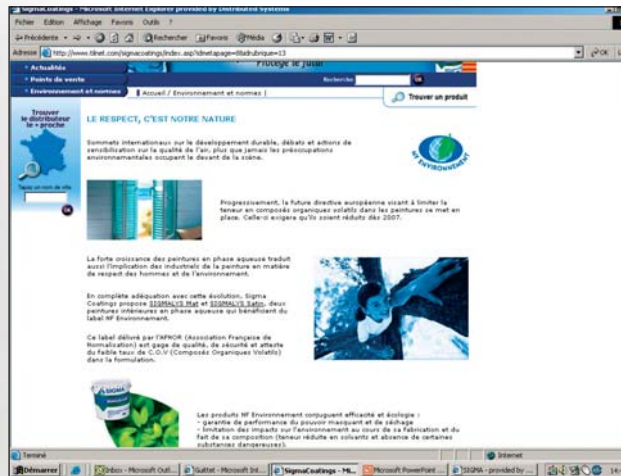 SigmaCoatings - Microsoft Internet Explorer provided by Distributed Systems
Fichier Edition Affichage Favoris Outils ?
Précédente Rechercher Favoris Média
Adresse http://www.tilnet.com/sigmacoatings/index.asp?idmetapage=8&idrubrique=13 OK
Protège le futur
Actualités
Points de vente
Recherche OK
Environnement et normes
Accueil / Environnement et normes |
Trouver un produit
Trouver
le distributeur
le + proche
Tapez un nom de ville
OK
LE RESPECT, C'EST NOTRE NATURE
Sommets internationaux sur le développement durable, débats et actions de
sensibilisation sur la qualité de l'air, plus que jamais les préoccupations
environnementales occupent le devant de la scène.
NF ENVIRONNEMENT
Progressivement, la future directive européenne visant à limiter la
teneur en composés organiques volatils dans les peintures se met en
place. Celle-ci exigera qu'ils soient réduits dès 2007.
La forte croissance des peintures en phase aqueuse traduit
aussi l'implication des industriels de la peinture en matière
de respect des hommes et de l'environnement.
En complète adéquation avec cette évolution, Sigma
Coatings propose SIGMALYS Mat et SIGMALYS Satin, deux
peintures intérieures en phase aqueuse qui bénéficient du
label NF Environnement.
Ce label délivré par l'AFNOR (Association Française de
Normalisation) est gage de qualité, de sécurité et atteste
du faible taux de C.O.V (Composés Organiques Volatils)
dans la formulation.
SIGMA
Les produits NF Environnement conjuguent efficacité et écologie :
- garantie de performance du pouvoir masquant et de séchage
- limitation des impacts sur l'environnement au cours de sa fabrication et du
fait de sa composition (teneur réduite en solvants et absence de certaines
substances dangereuses).
Terminé Internet
Démarrer Inbox - Microsoft Outl... Guittet - Microsoft Int... SigmaCoatings - Mi... Microsoft PowerPoint ... SIGMA - provided by ...